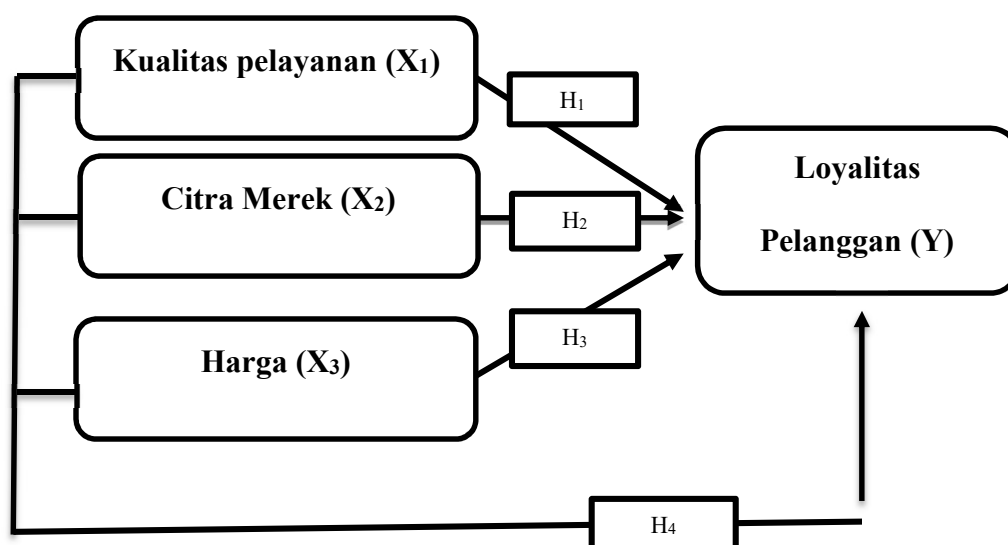 Kualitas pelayanan (X₁)
H₁
Citra Merek (X₂)
H₂
Harga (X₃)
H₃
Loyalitas
Pelanggan (Y)
H₄